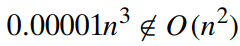 0.00001n³ ∉ O(n²)